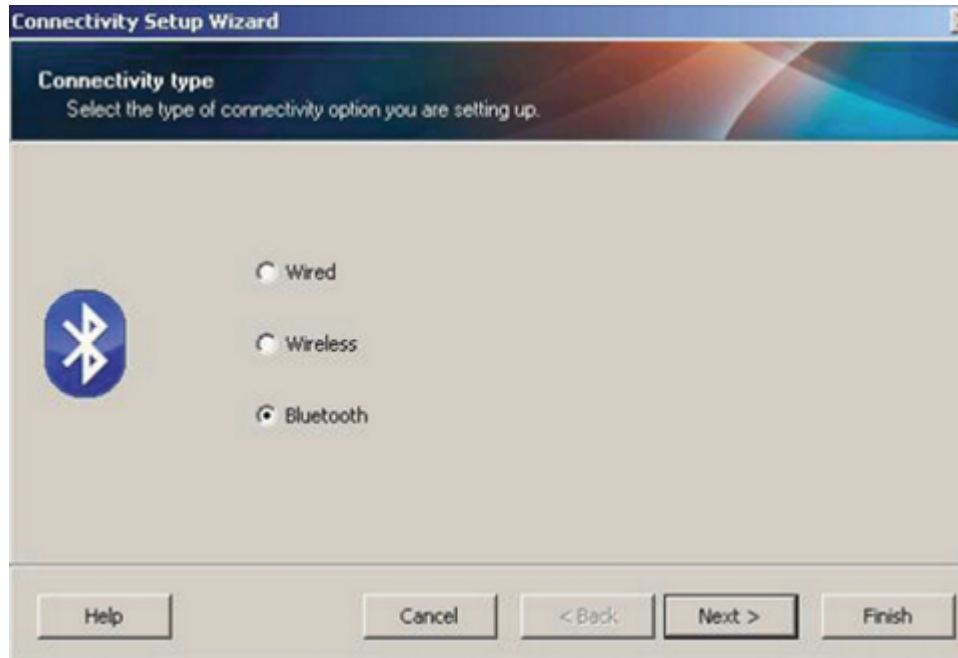 Connectivity Setup Wizard
Connectivity type
Select the type of connectivity option you are setting up.
Wired
Wireless
Bluetooth
Help Cancel < Back Next > Finish